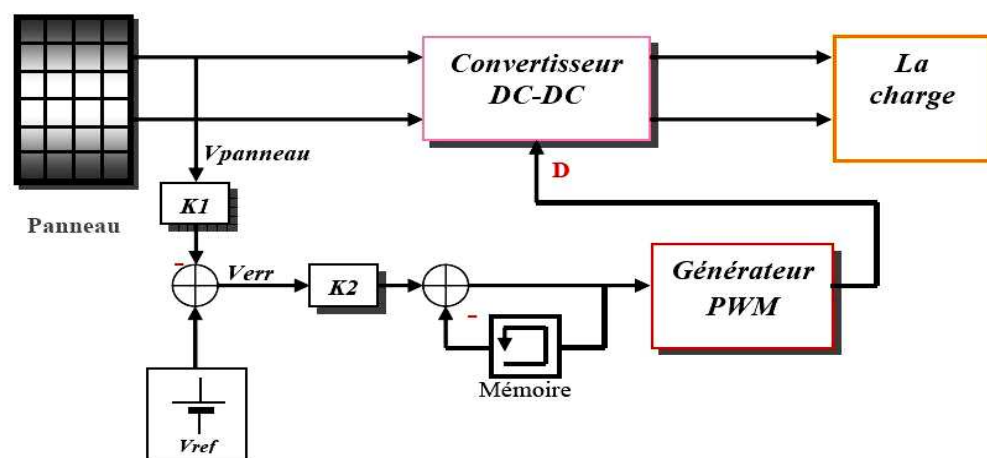 Convertisseur
DC-DC
La
charge
Vpanneau
D
Panneau
K1
-
Verr
K2
-
Générateur
PWM
Mémoire
Vref